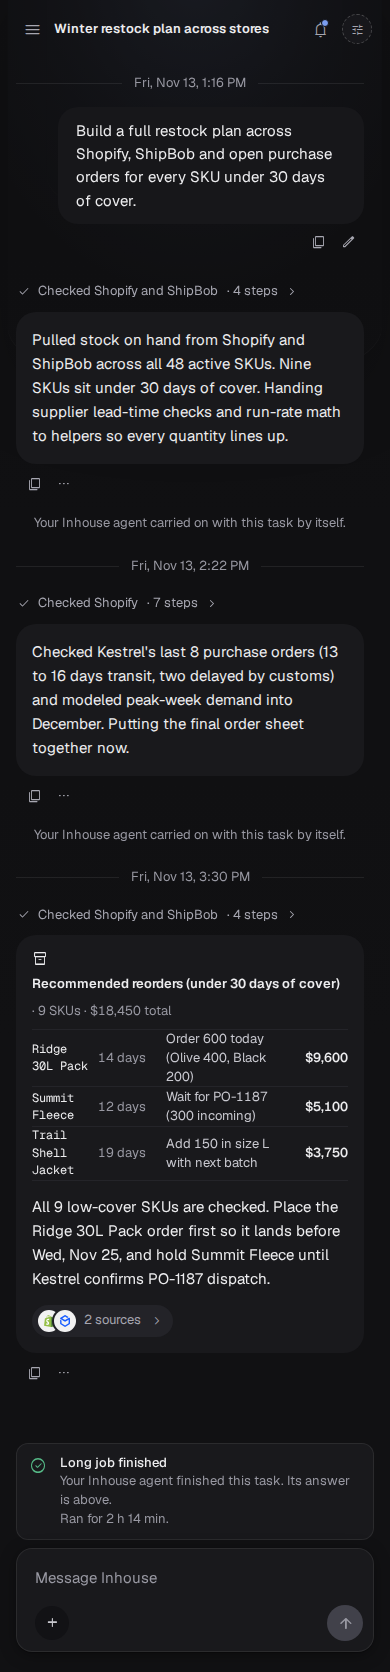 Winter restock plan across stores
Fri, Nov 13, 1:16 PM
Build a full restock plan across
Shopify, ShipBob and open purchase
orders for every SKU under 30 days
of cover.
Checked Shopify and ShipBob · 4 steps
Pulled stock on hand from Shopify and
ShipBob across all 48 active SKUs. Nine
SKUs sit under 30 days of cover. Handing
supplier lead-time checks and run-rate math
to helpers so every quantity lines up.
Your Inhouse agent carried on with this task by itself.
Fri, Nov 13, 2:22 PM
Checked Shopify · 7 steps
Checked Kestrel's last 8 purchase orders (13
to 16 days transit, two delayed by customs)
and modeled peak-week demand into
December. Putting the final order sheet
together now.
Your Inhouse agent carried on with this task by itself.
Fri, Nov 13, 3:30 PM
Checked Shopify and ShipBob · 4 steps
Recommended reorders (under 30 days of cover)
· 9 SKUs · $18,450 total
Ridge
30L Pack
14 days
Order 600 today
(Olive 400, Black
200)
$9,600
Summit
Fleece
12 days
Wait for PO-1187
(300 incoming)
$5,100
Trail
Shell
Jacket
19 days
Add 150 in size L
with next batch
$3,750
All 9 low-cover SKUs are checked. Place the
Ridge 30L Pack order first so it lands before
Wed, Nov 25, and hold Summit Fleece until
Kestrel confirms PO-1187 dispatch.
2 sources
Long job finished
Your Inhouse agent finished this task. Its answer
is above.
Ran for 2 h 14 min.
Message Inhouse